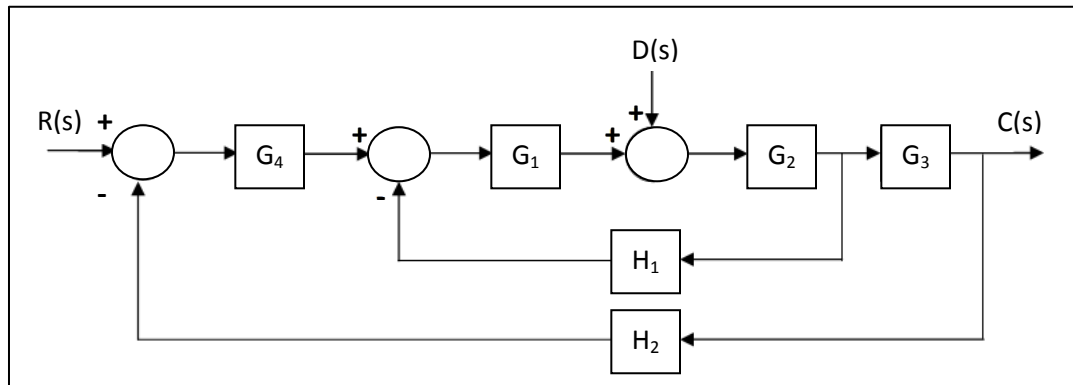 D(s)
R(s)
+
-
G₄
+
-
G₁
+
+
G₂
G₃
C(s)
H₁
H₂